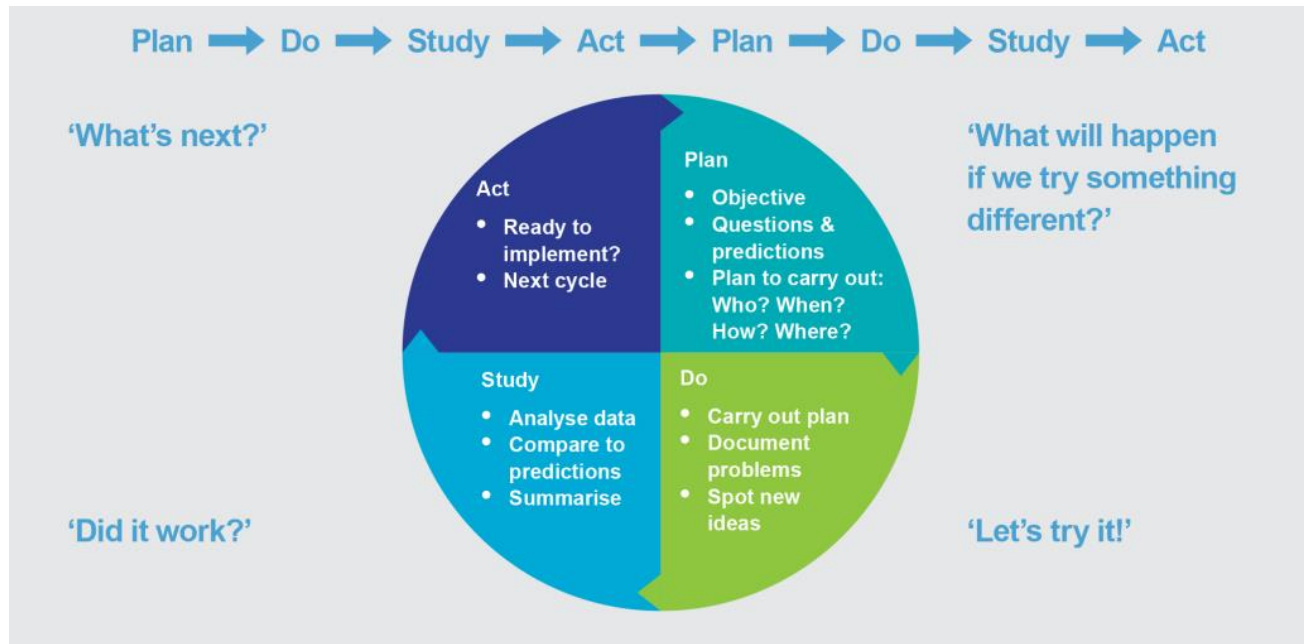 Plan → Do → Study → Act → Plan → Do → Study → Act
‘What’s next?’
‘What will happen
if we try something
different?’
Act
• Ready to
implement?
• Next cycle
Plan
• Objective
• Questions &
predictions
• Plan to carry out:
Who? When?
How? Where?
Study
• Analyse data
• Compare to
predictions
• Summarise
Do
• Carry out plan
• Document
problems
• Spot new
ideas
‘Did it work?’
‘Let’s try it!’